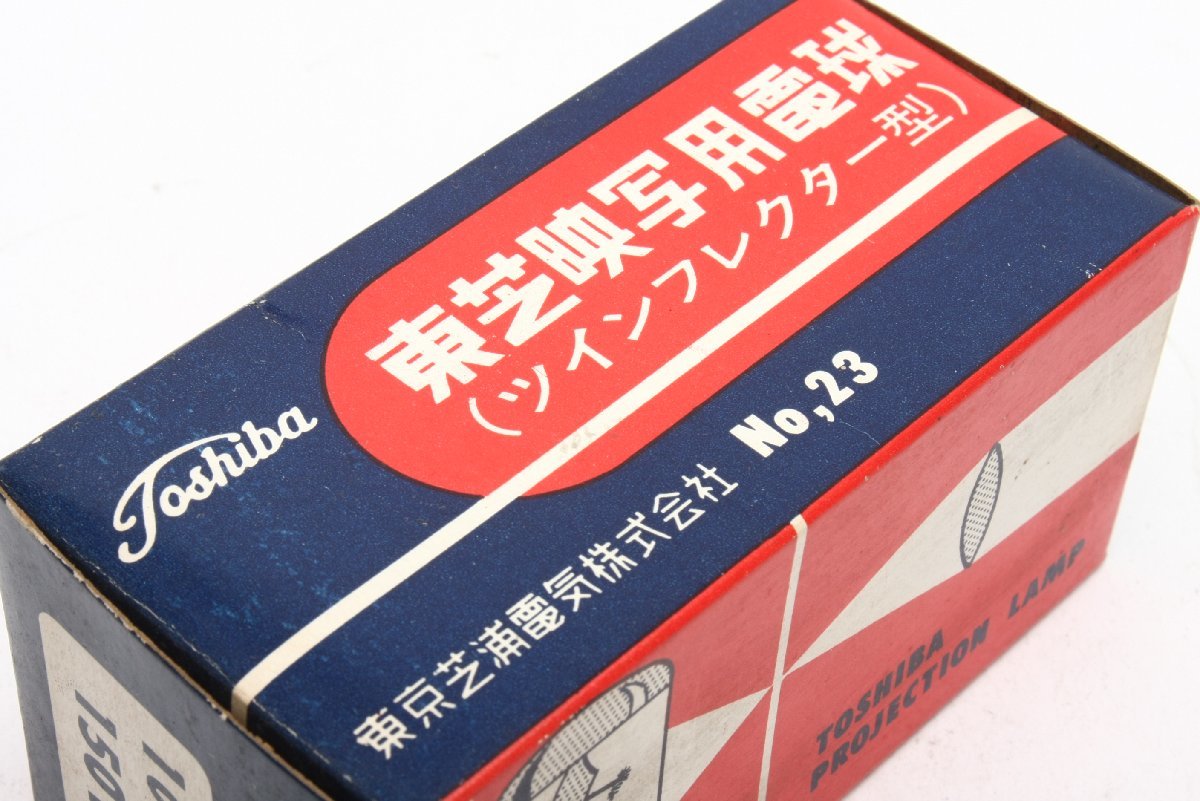 東芝映写用電球
(ツインフレクター型)
Toshiba
東京芝浦電気株式会社 No,23
TOSHIBA
PROJECTION LAMP